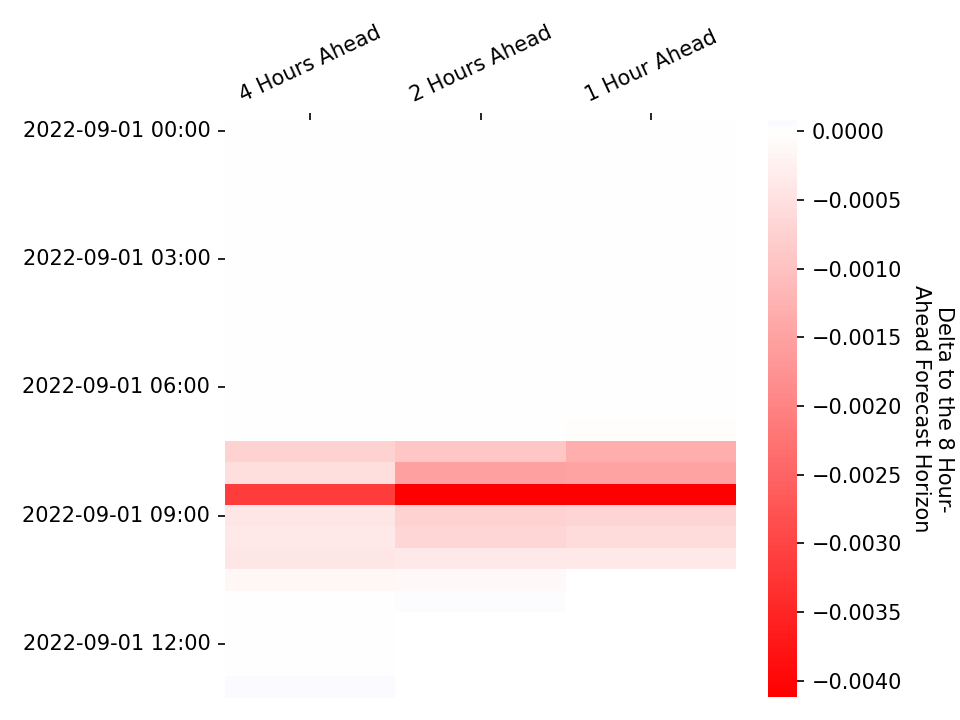 4 Hours Ahead
2 Hours Ahead
1 Hour Ahead
2022-09-01 00:00
2022-09-01 03:00
2022-09-01 06:00
2022-09-01 09:00
2022-09-01 12:00
0.0000
−0.0005
−0.0010
−0.0015
−0.0020
−0.0025
−0.0030
−0.0035
−0.0040
Delta to the 8 Hour-
Ahead Forecast Horizon